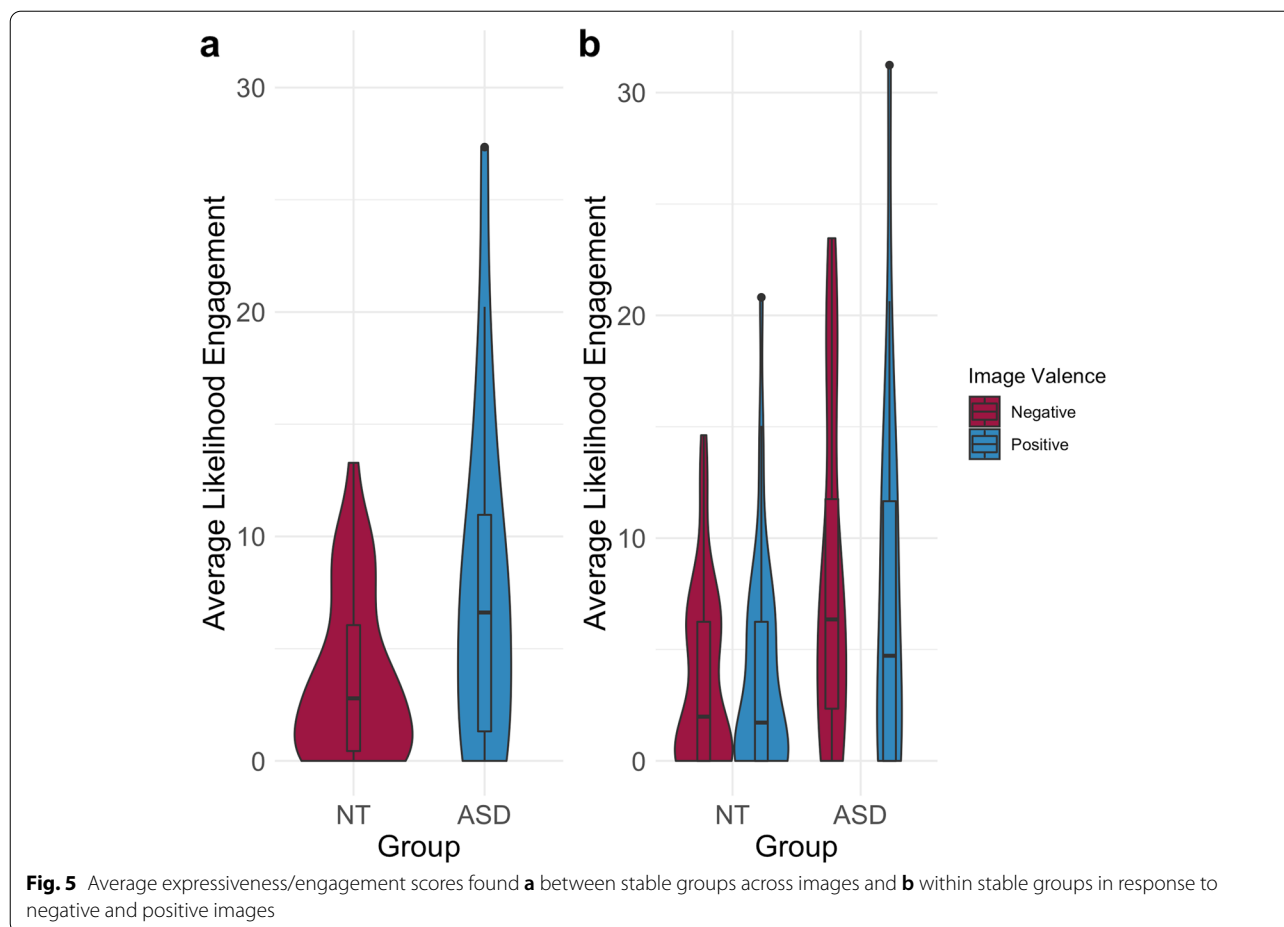 a
b
30
20
10
0
Average Likelihood Engagement
NT
ASD
Group
30
20
10
0
Average Likelihood Engagement
NT
ASD
Group
Image Valence
Negative
Positive
Fig. 5 Average expressiveness/engagement scores found a between stable groups across images and b within stable groups in response to
negative and positive images